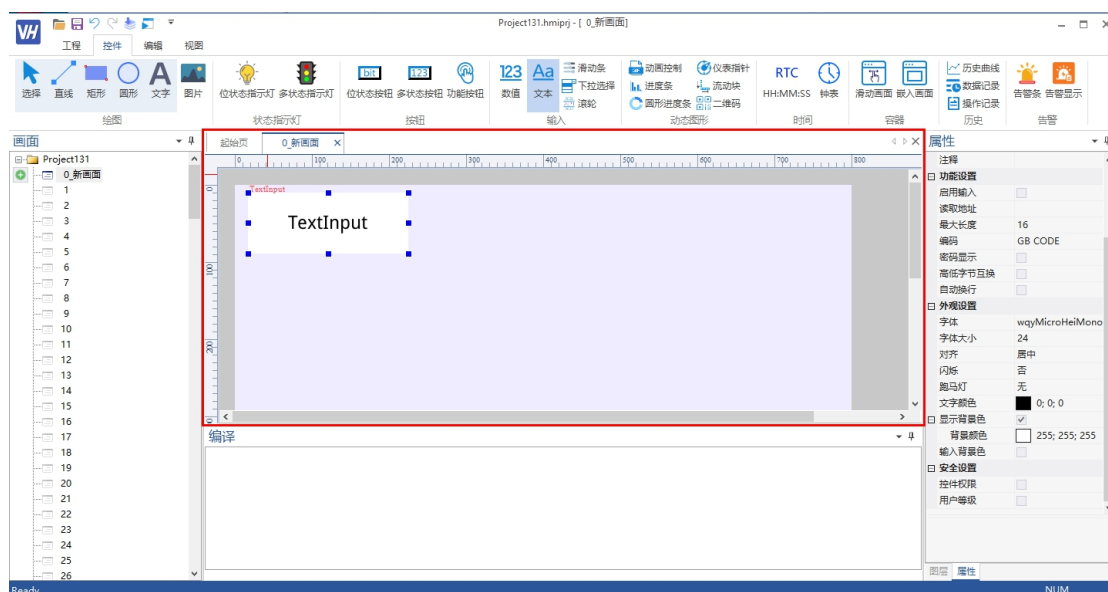 VH
Project131.hmiprj - [ 0_新画面]
工程 控件 编辑 视图
选择 直线 矩形 圆形 A 文字 图片
绘图
位状态指示灯 多状态指示灯
状态指示灯
bit 123
位状态按钮 多状态按钮 功能按钮
按钮
123 数值 Aa 文本 滑动条
下拉选择
滚轮
输入
动画控制 仪表指针
进度条 流动块
圆形进度条 二维码
动态图形
RTC
HH:MM:SS 钟表
时间
滑动画面 嵌入画面
容器
历史曲线
数据记录
操作记录
历史
告警条 告警显示
告警
画面
Project131
0_新画面
1
2
3
4
5
6
7
8
9
10
11
12
13
14
15
16
17
18
19
20
21
22
23
24
25
26
起始页 0_新画面
0 100 200 300 400 500 600 700 800
0
100
200
TextInput
TextInput
编译
属性
注释
功能设置
启用输入
读取地址
最大长度 16
编码 GB CODE
密码显示
高低字节互换
自动换行
外观设置
字体 wqyMicroHeiMono
字体大小 24
对齐 居中
闪烁 否
跑马灯 无
文字颜色 0; 0; 0
显示背景色
背景颜色 255; 255; 255
输入背景色
安全设置
控件权限
用户等级
图层 属性
Ready NUM